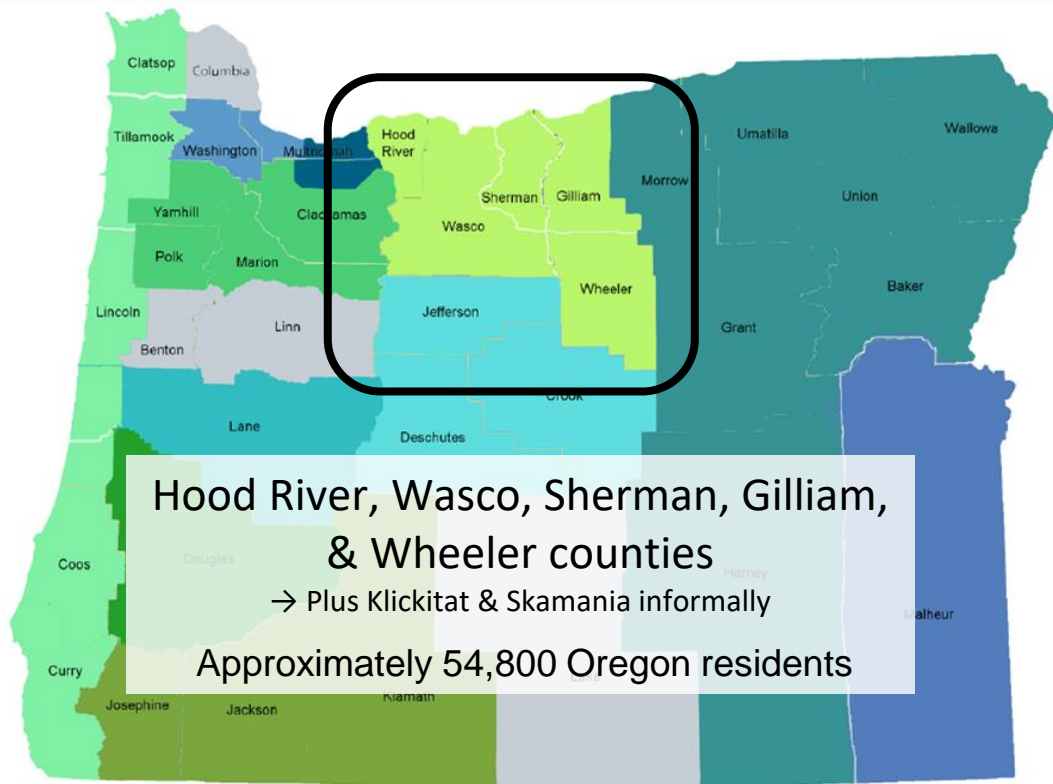 Clatsop
Columbia
Tillamook
Washington
Multnomah
Hood
River
Umatilla
Wallowa
Morrow
Union
Sherman
Gilliam
Yamhill
Clackamas
Wasco
Polk
Marion
Baker
Wheeler
Lincoln
Jefferson
Linn
Grant
Benton
Crook
Lane
Deschutes
Hood River, Wasco, Sherman, Gilliam,
& Wheeler counties
→ Plus Klickitat & Skamania informally
Approximately 54,800 Oregon residents
Coos
Douglas
Harney
Malheur
Curry
Lake
Klamath
Josephine
Jackson